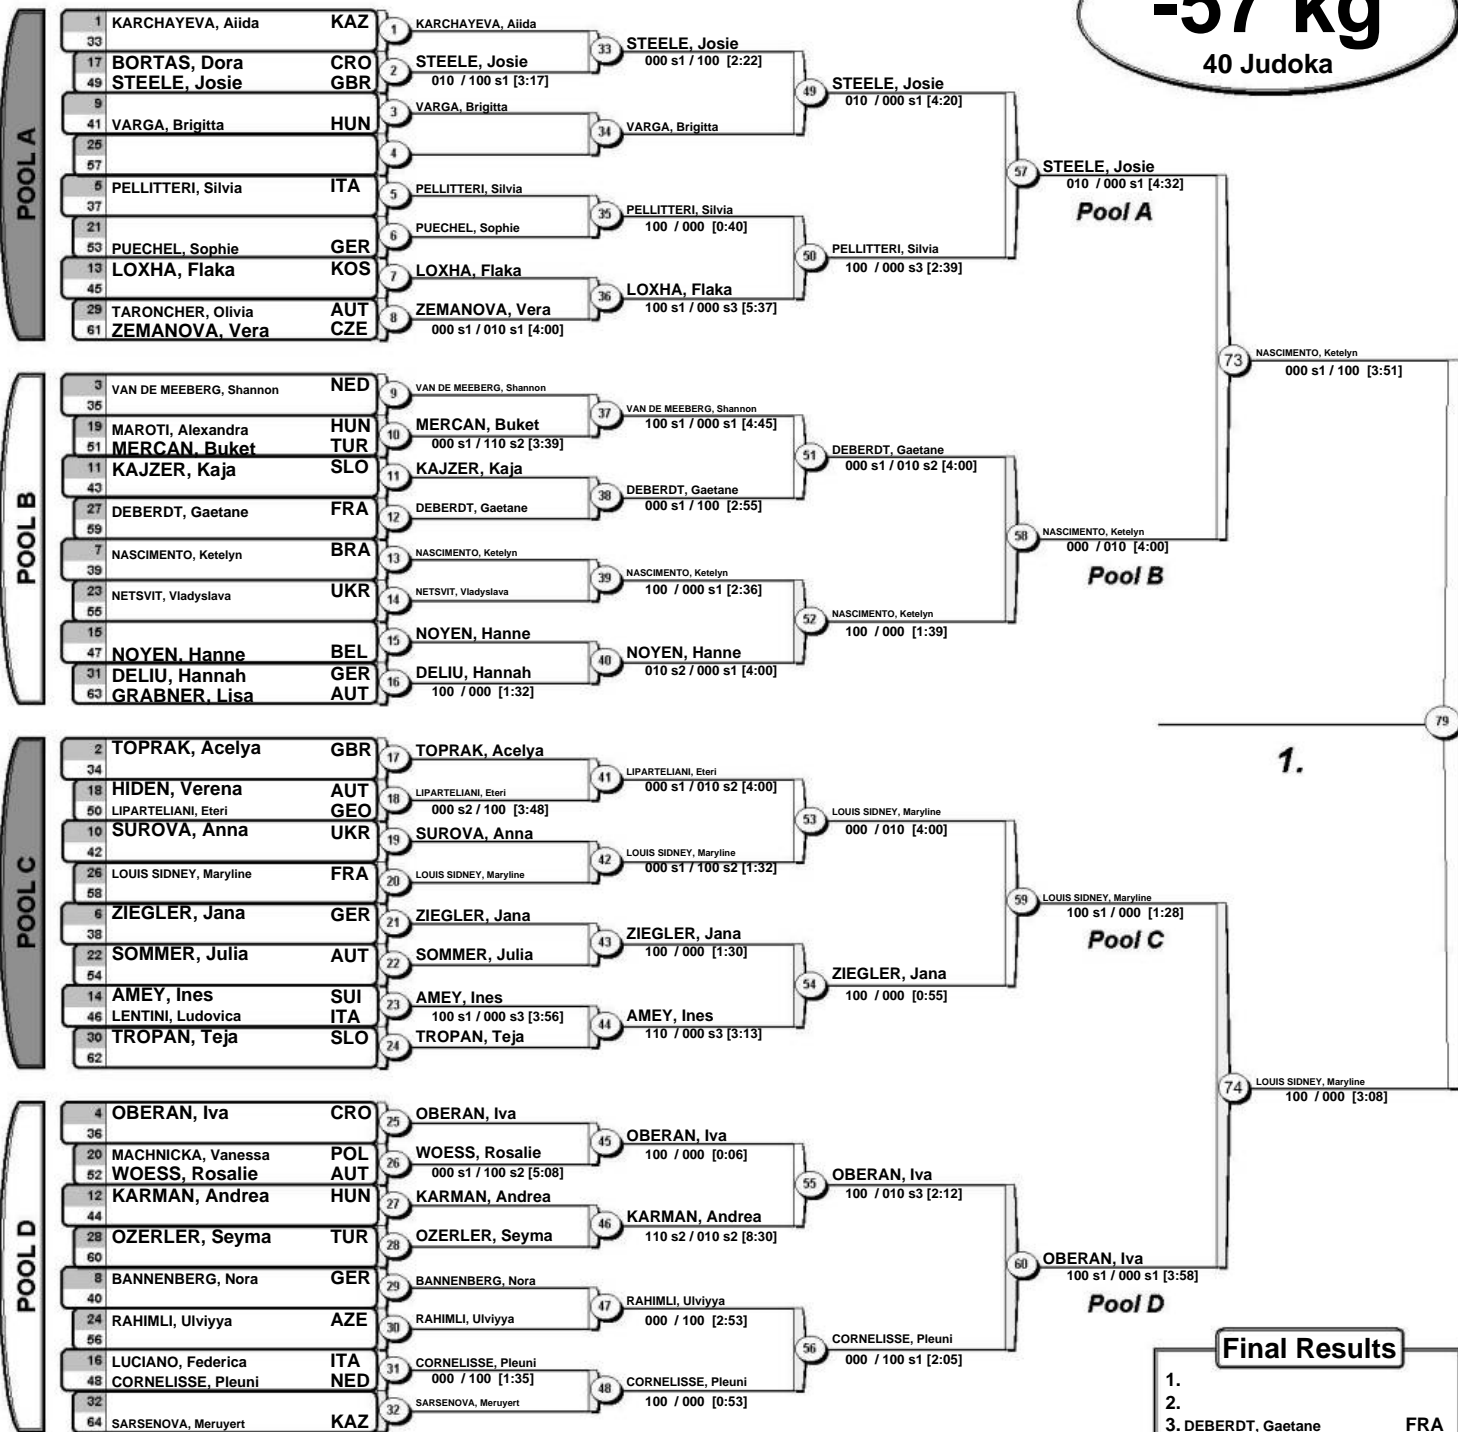 -57 kg
40 Judoka
POOL A
1 KARCHAYEVA, Aiida KAZ
33
17 BORTAS, Dora CRO
49 STEELE, Josie GBR
9
41 VARGA, Brigitta HUN
25
57
5 PELLITTERI, Silvia ITA
37
21
53 PUECHEL, Sophie GER
13 LOXHA, Flaka KOS
45
29 TARONCHER, Olivia AUT
61 ZEMANOVA, Vera CZE
1 KARCHAYEVA, Aiida
2 STEELE, Josie
010 / 100 s1 [3:17]
3 VARGA, Brigitta
4
5 PELLITTERI, Silvia
6 PUECHEL, Sophie
7 LOXHA, Flaka
8 ZEMANOVA, Vera
000 s1 / 010 s1 [4:00]
33 STEELE, Josie
000 s1 / 100 [2:22]
34 VARGA, Brigitta
35 PELLITTERI, Silvia
100 / 000 [0:40]
36 LOXHA, Flaka
100 s1 / 000 s3 [5:37]
49 STEELE, Josie
010 / 000 s1 [4:20]
50 PELLITTERI, Silvia
100 / 000 s3 [2:39]
57 STEELE, Josie
010 / 000 s1 [4:32]
Pool A
POOL B
3 VAN DE MEEBERG, Shannon NED
35
19 MAROTI, Alexandra HUN
51 MERCAN, Buket TUR
11 KAJZER, Kaja SLO
43
27 DEBERDT, Gaetane FRA
59
7 NASCIMENTO, Ketelyn BRA
39
23 NETSVIT, Vladyslava UKR
55
15
47 NOYEN, Hanne BEL
31 DELIU, Hannah GER
63 GRABNER, Lisa AUT
9 VAN DE MEEBERG, Shannon
10 MERCAN, Buket
000 s1 / 110 s2 [3:39]
11 KAJZER, Kaja
12 DEBERDT, Gaetane
13 NASCIMENTO, Ketelyn
14 NETSVIT, Vladyslava
15 NOYEN, Hanne
16 DELIU, Hannah
100 / 000 [1:32]
37 VAN DE MEEBERG, Shannon
100 s1 / 000 s1 [4:45]
38 DEBERDT, Gaetane
000 s1 / 100 [2:55]
39 NASCIMENTO, Ketelyn
100 / 000 s1 [2:36]
40 NOYEN, Hanne
010 s2 / 000 s1 [4:00]
51 DEBERDT, Gaetane
000 s1 / 010 s2 [4:00]
52 NASCIMENTO, Ketelyn
100 / 000 [1:39]
58 NASCIMENTO, Ketelyn
000 / 010 [4:00]
Pool B
73 NASCIMENTO, Ketelyn
000 s1 / 100 [3:51]
79
1.
POOL C
2 TOPRAK, Acelya GBR
34
18 HIDEN, Verena AUT
50 LIPARTELIANI, Eteri GEO
10 SUROVA, Anna UKR
42
26 LOUIS SIDNEY, Maryline FRA
58
6 ZIEGLER, Jana GER
38
22 SOMMER, Julia AUT
54
14 AMEY, Ines SUI
46 LENTINI, Ludovica ITA
30 TROPAN, Teja SLO
62
17 TOPRAK, Acelya
18 LIPARTELIANI, Eteri
000 s2 / 100 [3:48]
19 SUROVA, Anna
20 LOUIS SIDNEY, Maryline
21 ZIEGLER, Jana
22 SOMMER, Julia
23 AMEY, Ines
100 s1 / 000 s3 [3:56]
24 TROPAN, Teja
41 LIPARTELIANI, Eteri
000 s1 / 010 s2 [4:00]
42 LOUIS SIDNEY, Maryline
000 s1 / 100 s2 [1:32]
43 ZIEGLER, Jana
100 / 000 [1:30]
44 AMEY, Ines
110 / 000 s3 [3:13]
53 LOUIS SIDNEY, Maryline
000 / 010 [4:00]
54 ZIEGLER, Jana
100 / 000 [0:55]
59 LOUIS SIDNEY, Maryline
100 s1 / 000 [1:28]
Pool C
POOL D
4 OBERAN, Iva CRO
36
20 MACHNICKA, Vanessa POL
52 WOESS, Rosalie AUT
12 KARMAN, Andrea HUN
44
28 OZERLER, Seyma TUR
60
8 BANNENBERG, Nora GER
40
24 RAHIMLI, Ulviyya AZE
56
16 LUCIANO, Federica ITA
48 CORNELISSE, Pleuni NED
32
64 SARSENOVA, Meruyert KAZ
25 OBERAN, Iva
26 WOESS, Rosalie
000 s1 / 100 s2 [5:08]
27 KARMAN, Andrea
28 OZERLER, Seyma
29 BANNENBERG, Nora
30 RAHIMLI, Ulviyya
31 CORNELISSE, Pleuni
000 / 100 [1:35]
32 SARSENOVA, Meruyert
45 OBERAN, Iva
100 / 000 [0:06]
46 KARMAN, Andrea
110 s2 / 010 s2 [8:30]
47 RAHIMLI, Ulviyya
000 / 100 [2:53]
48 CORNELISSE, Pleuni
100 / 000 [0:53]
55 OBERAN, Iva
100 / 010 s3 [2:12]
56 CORNELISSE, Pleuni
000 / 100 s1 [2:05]
60 OBERAN, Iva
100 s1 / 000 s1 [3:58]
Pool D
74 LOUIS SIDNEY, Maryline
100 / 000 [3:08]
Final Results
1.
2.
3. DEBERDT, Gaetane FRA